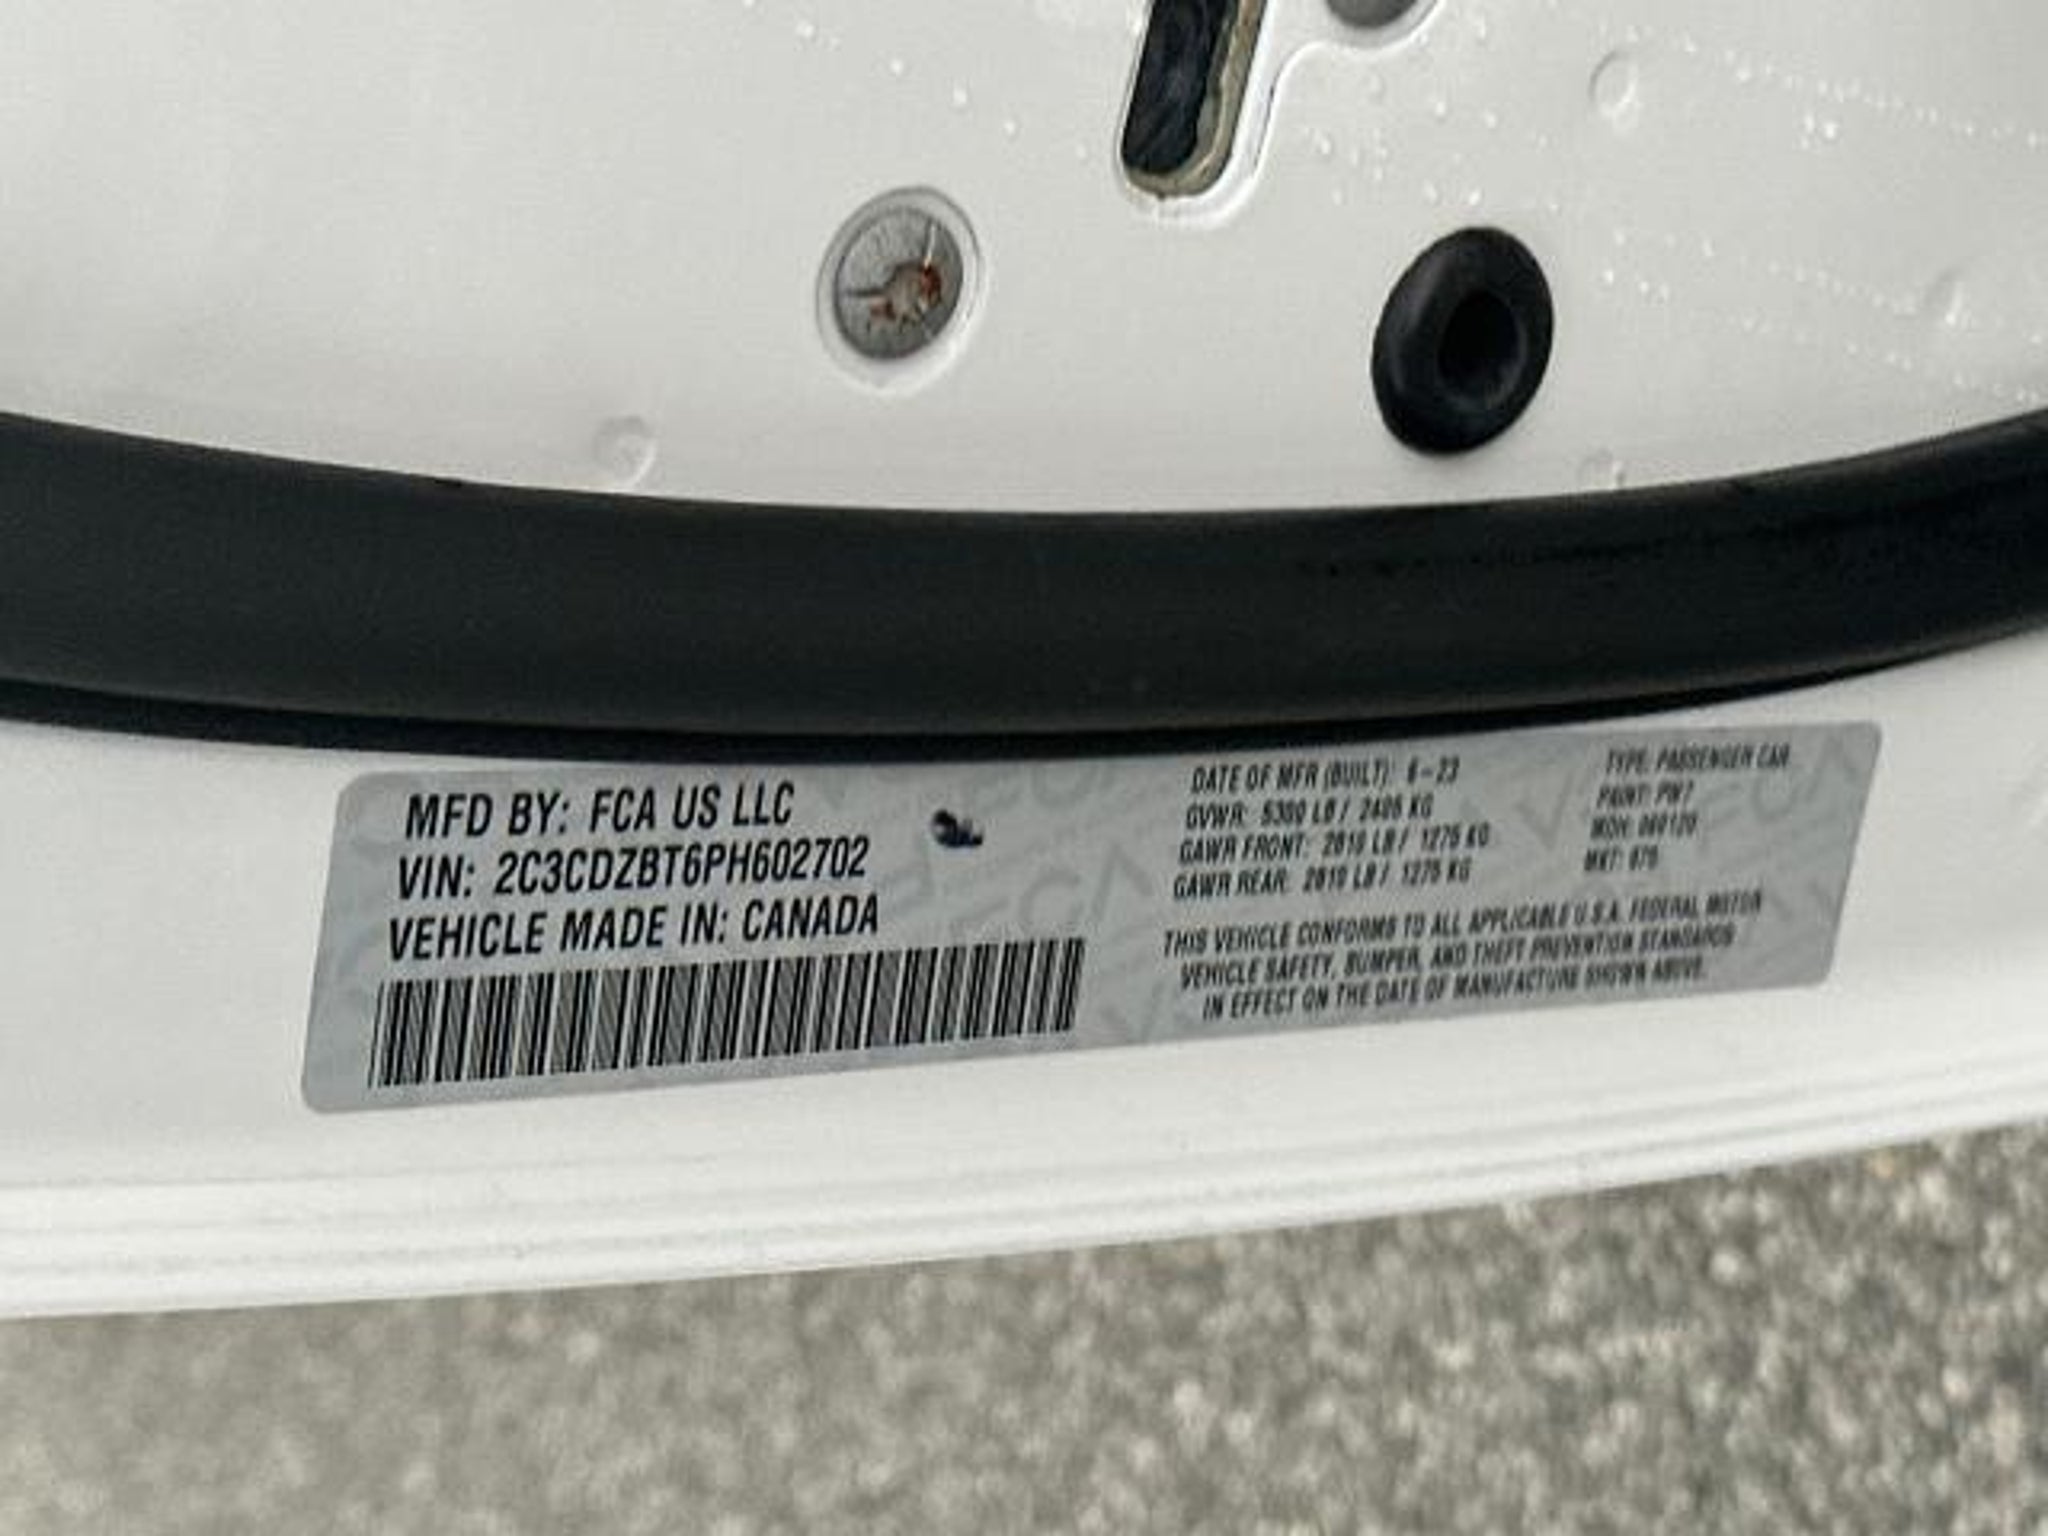 MFD BY: FCA US LLC
VIN: 2C3CDZBT6PH602702
VEHICLE MADE IN: CANADA
DATE OF MFR (BUILT): 6-23
GVWR: 5300 LB / 2405 KG
GAWR FRONT: 2810 LB / 1275 KG
GAWR REAR: 2810 LB / 1275 KG
TYPE: PASSENGER CAR
PAINT: PW7
MDH: 060120
MKT:
THIS VEHICLE CONFORMS TO ALL APPLICABLE U.S.A. FEDERAL MOTOR
VEHICLE SAFETY, BUMPER, AND THEFT PREVENTION STANDARDS
IN EFFECT ON THE DATE OF MANUFACTURE SHOWN ABOVE.